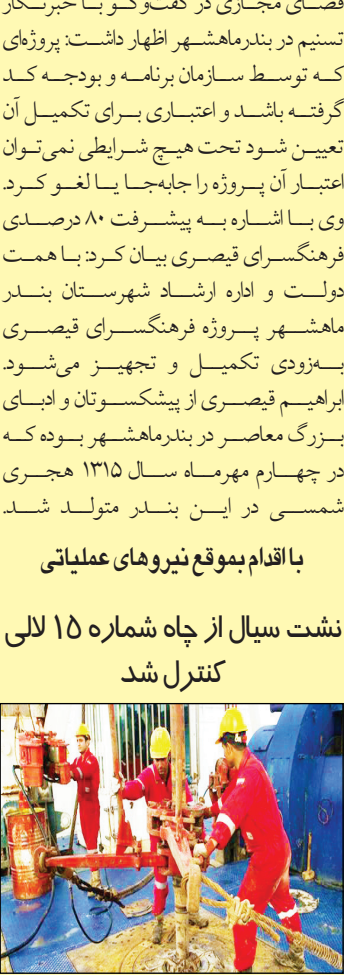 فضای مجازی در گفت‌وگو با خبرنگار
تسنیم در بندرماهشهر اظهار داشت: پروژه‌ای
که توسط سازمان برنامه و بودجه کد
گرفته باشد و اعتباری برای تکمیل آن
تعیین شود تحت هیچ شرایطی نمی‌توان
اعتبار آن پروژه را جابه‌جا یا لغو کرد.
وی با اشاره به پیشرفت ۸۰ درصدی
فرهنگسرای قیصری بیان کرد: با همت
دولت و اداره ارشاد شهرستان بندر
ماهشهر پروژه فرهنگسرای قیصری
به‌زودی تکمیل و تجهیز می‌شود.
ابراهیم قیصری از پیشکسوتان و ادبای
بزرگ معاصر در بندرماهشهر بوده که
در چهارم مهرماه سال ۱۳۱۵ هجری
شمسی در این بندر متولد شد.
با اقدام بموقع نیروهای عملیاتی
نشت سیال از چاه شماره ۱۵ لالی
کنترل شد